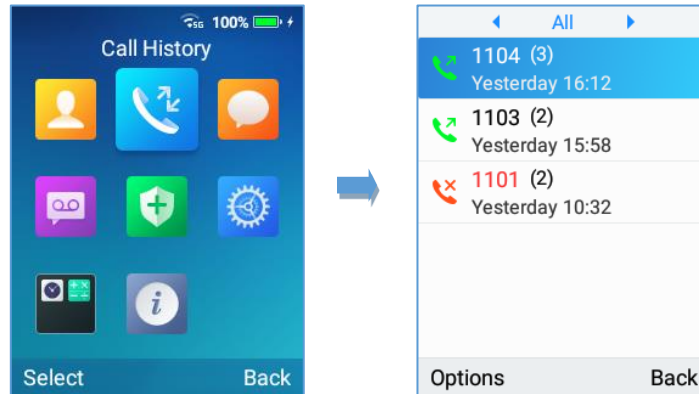 5G 100%
Call History
Select Back
All
1104 (3)
Yesterday 16:12
1103 (2)
Yesterday 15:58
1101 (2)
Yesterday 10:32
Options Back